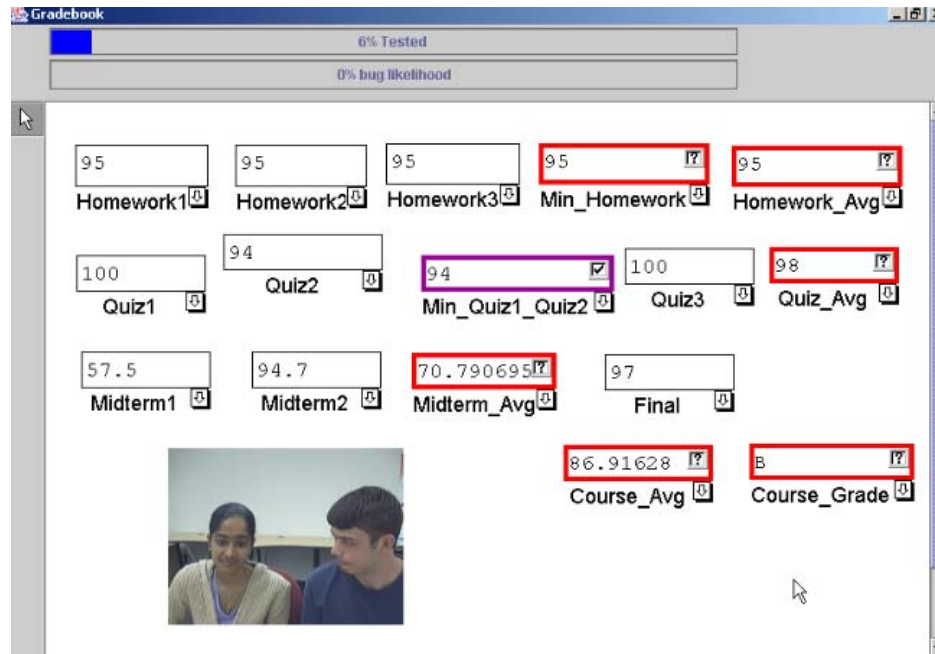 Gradebook
6% Tested
0% bug likelihood
95 95 95 95 ? 95 ?
Homework1 Homework2 Homework3 Min_Homework Homework_Avg
100 94 94 100 98 ?
Quiz1 Quiz2 Min_Quiz1_Quiz2 Quiz3 Quiz_Avg
57.5 94.7 70.790695 ? 97
Midterm1 Midterm2 Midterm_Avg Final
86.91628 ? B ?
Course_Avg Course_Grade